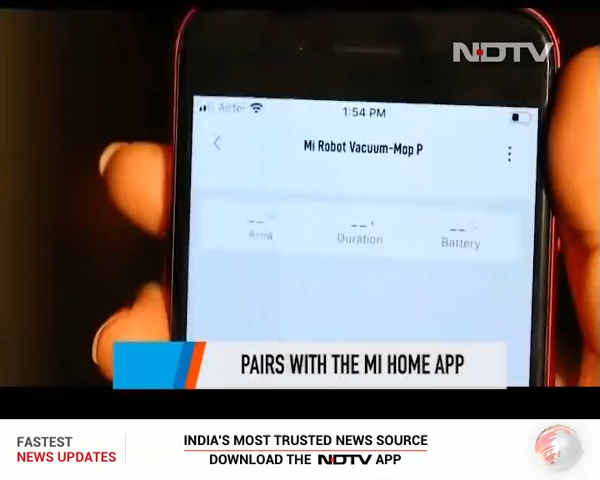 NDTV
Airtel
1:54 PM
Mi Robot Vacuum-Mop P
Area
Duration
Battery
PAIRS WITH THE MI HOME APP
FASTEST
NEWS UPDATES
INDIA'S MOST TRUSTED NEWS SOURCE
DOWNLOAD THE NDTV APP